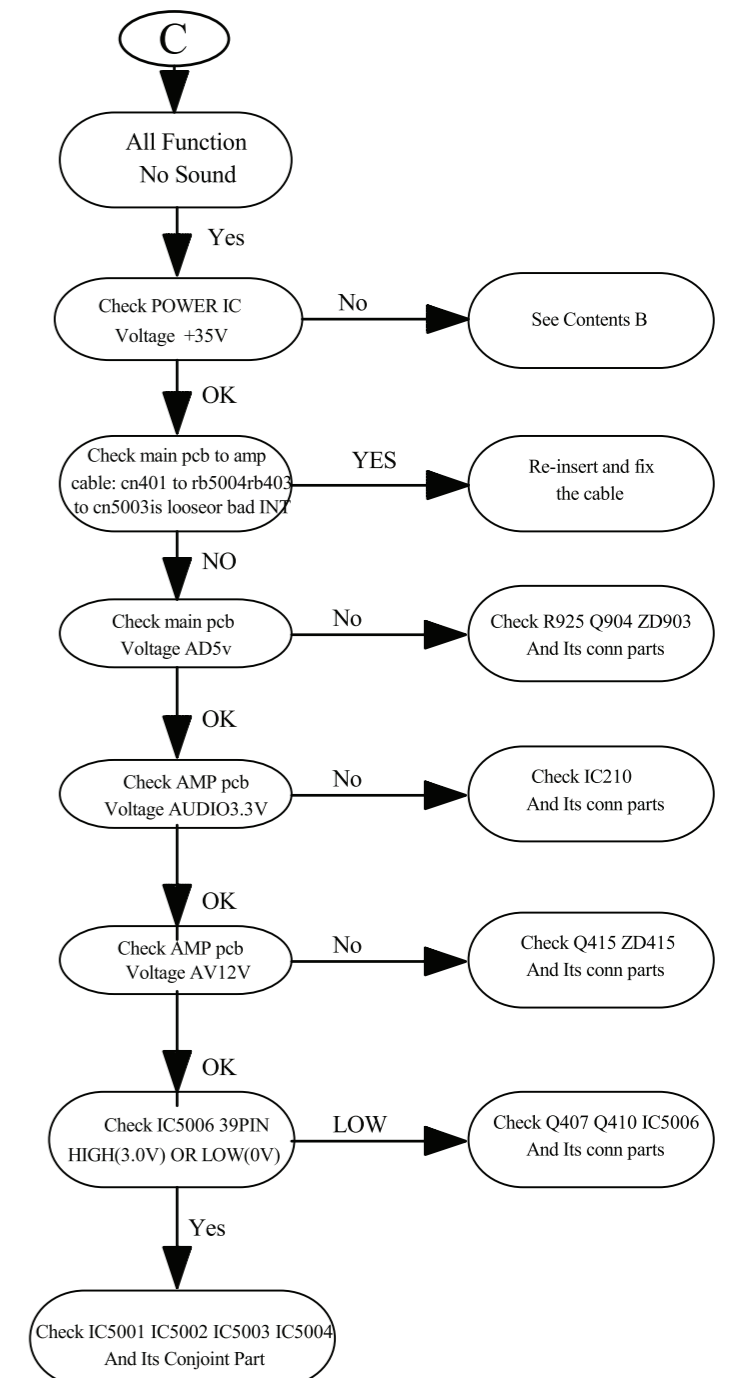 C
All Function
No Sound
Yes
Check POWER IC
Voltage +35V
No
See Contents B
OK
Check main pcb to amp
cable: cn401 to rb5004rb403
to cn5003is looseor bad INT
YES
Re-insert and fix
the cable
NO
Check main pcb
Voltage AD5v
No
Check R925 Q904 ZD903
And Its conn parts
OK
Check AMP pcb
Voltage AUDIO3.3V
No
Check IC210
And Its conn parts
OK
Check AMP pcb
Voltage AV12V
No
Check Q415 ZD415
And Its conn parts
OK
Check IC5006 39PIN
HIGH(3.0V) OR LOW(0V)
LOW
Check Q407 Q410 IC5006
And Its conn parts
Yes
Check IC5001 IC5002 IC5003 IC5004
And Its Conjoint Part